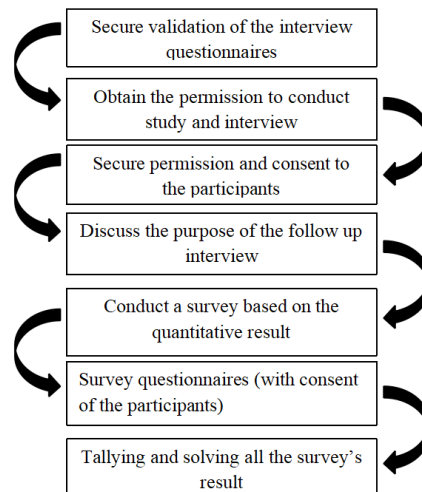 Secure validation of the interview
questionnaires
Obtain the permission to conduct
study and interview
Secure permission and consent to
the participants
Discuss the purpose of the follow up
interview
Conduct a survey based on the
quantitative result
Survey questionnaires (with consent
of the participants)
Tallying and solving all the survey’s
result